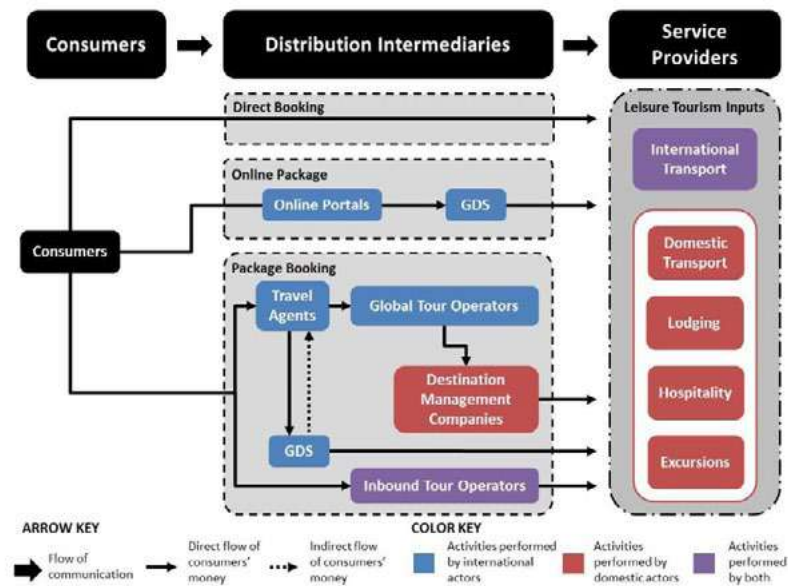 Consumers
Distribution Intermediaries
Service
Providers
Direct Booking
Leisure Tourism Inputs
International
Transport
Online Package
Online Portals
GDS
Consumers
Domestic
Transport
Package Booking
Travel
Agents
Global Tour Operators
Lodging
Destination
Management
Companies
Hospitality
GDS
Excursions
Inbound Tour Operators
ARROW KEY
COLOR KEY
Flow of
communication
Direct flow of
consumers'
money
Indirect flow
of consumers'
money
Activities performed
by international
actors
Activities
performed by
domestic actors
Activities
performed
by both